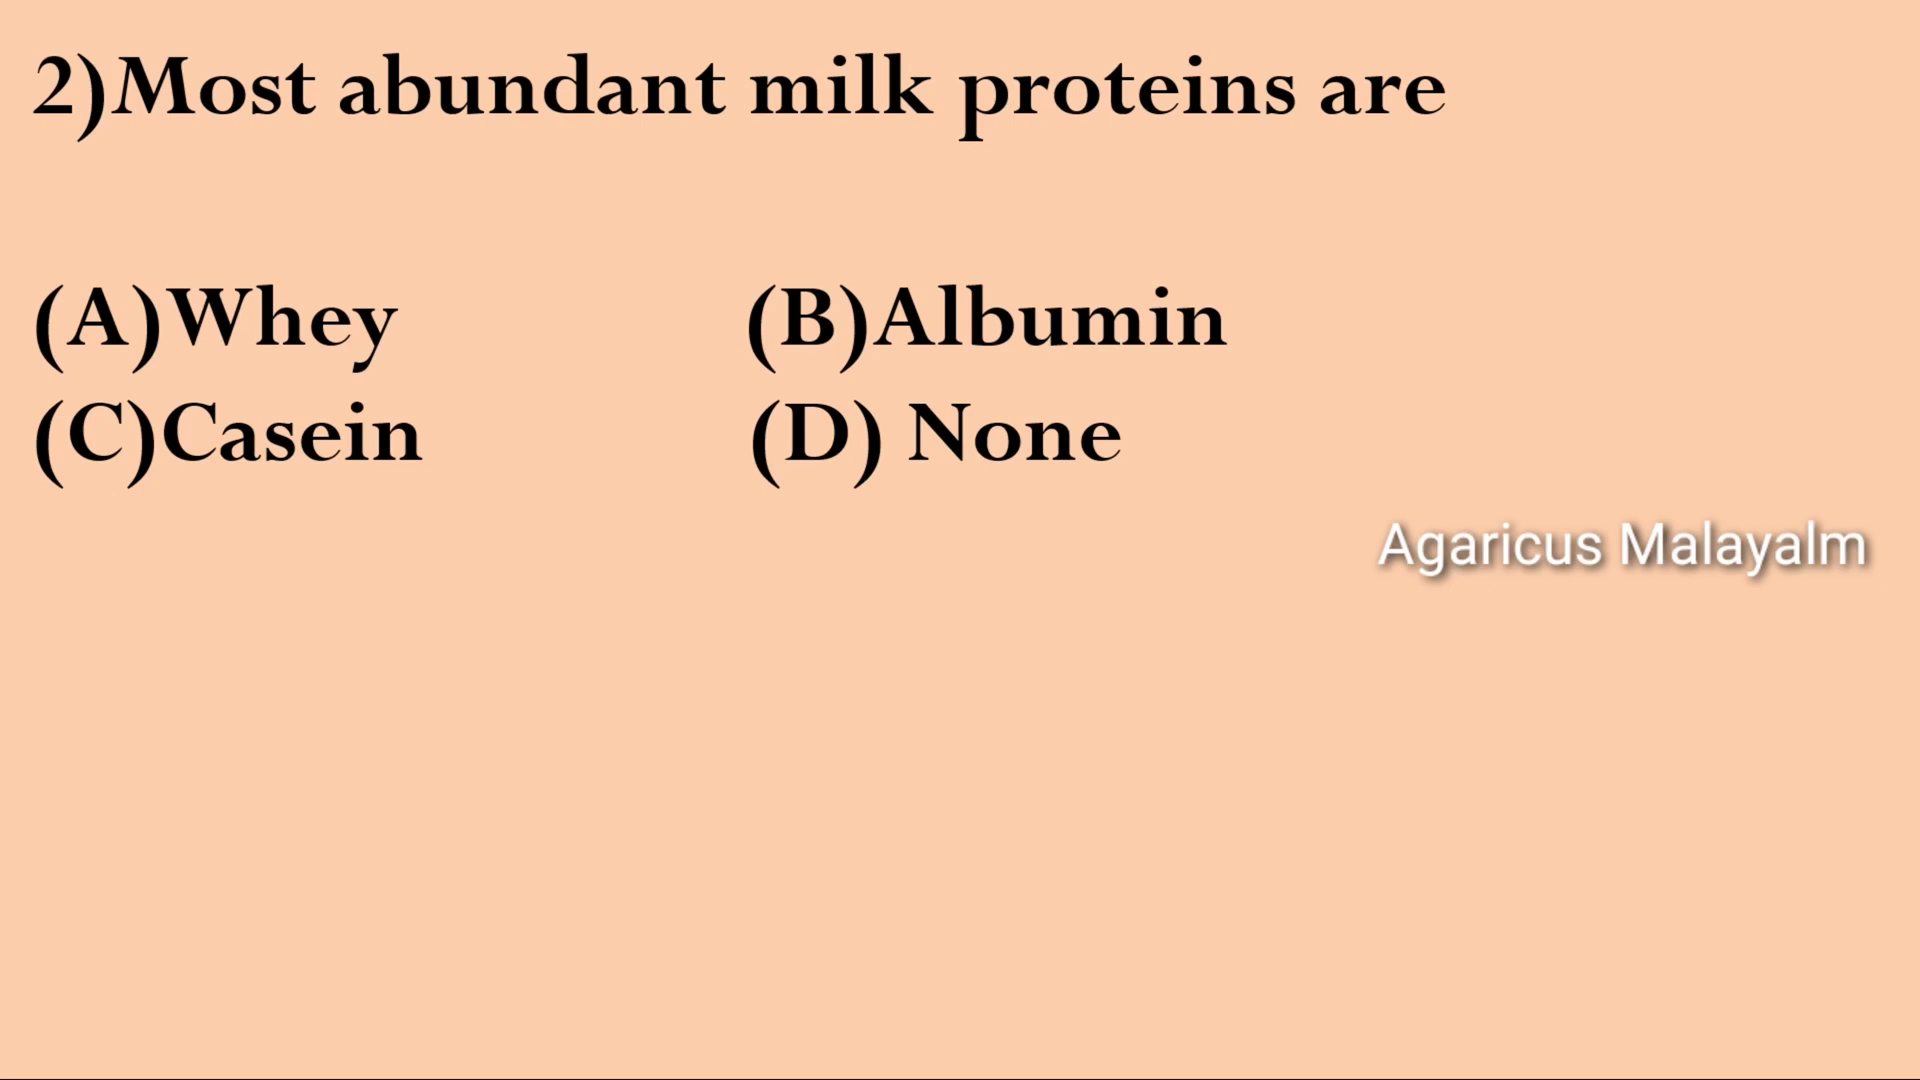 2)Most abundant milk proteins are
(A)Whey (B)Albumin
(C)Casein (D) None
Agaricus Malayalm